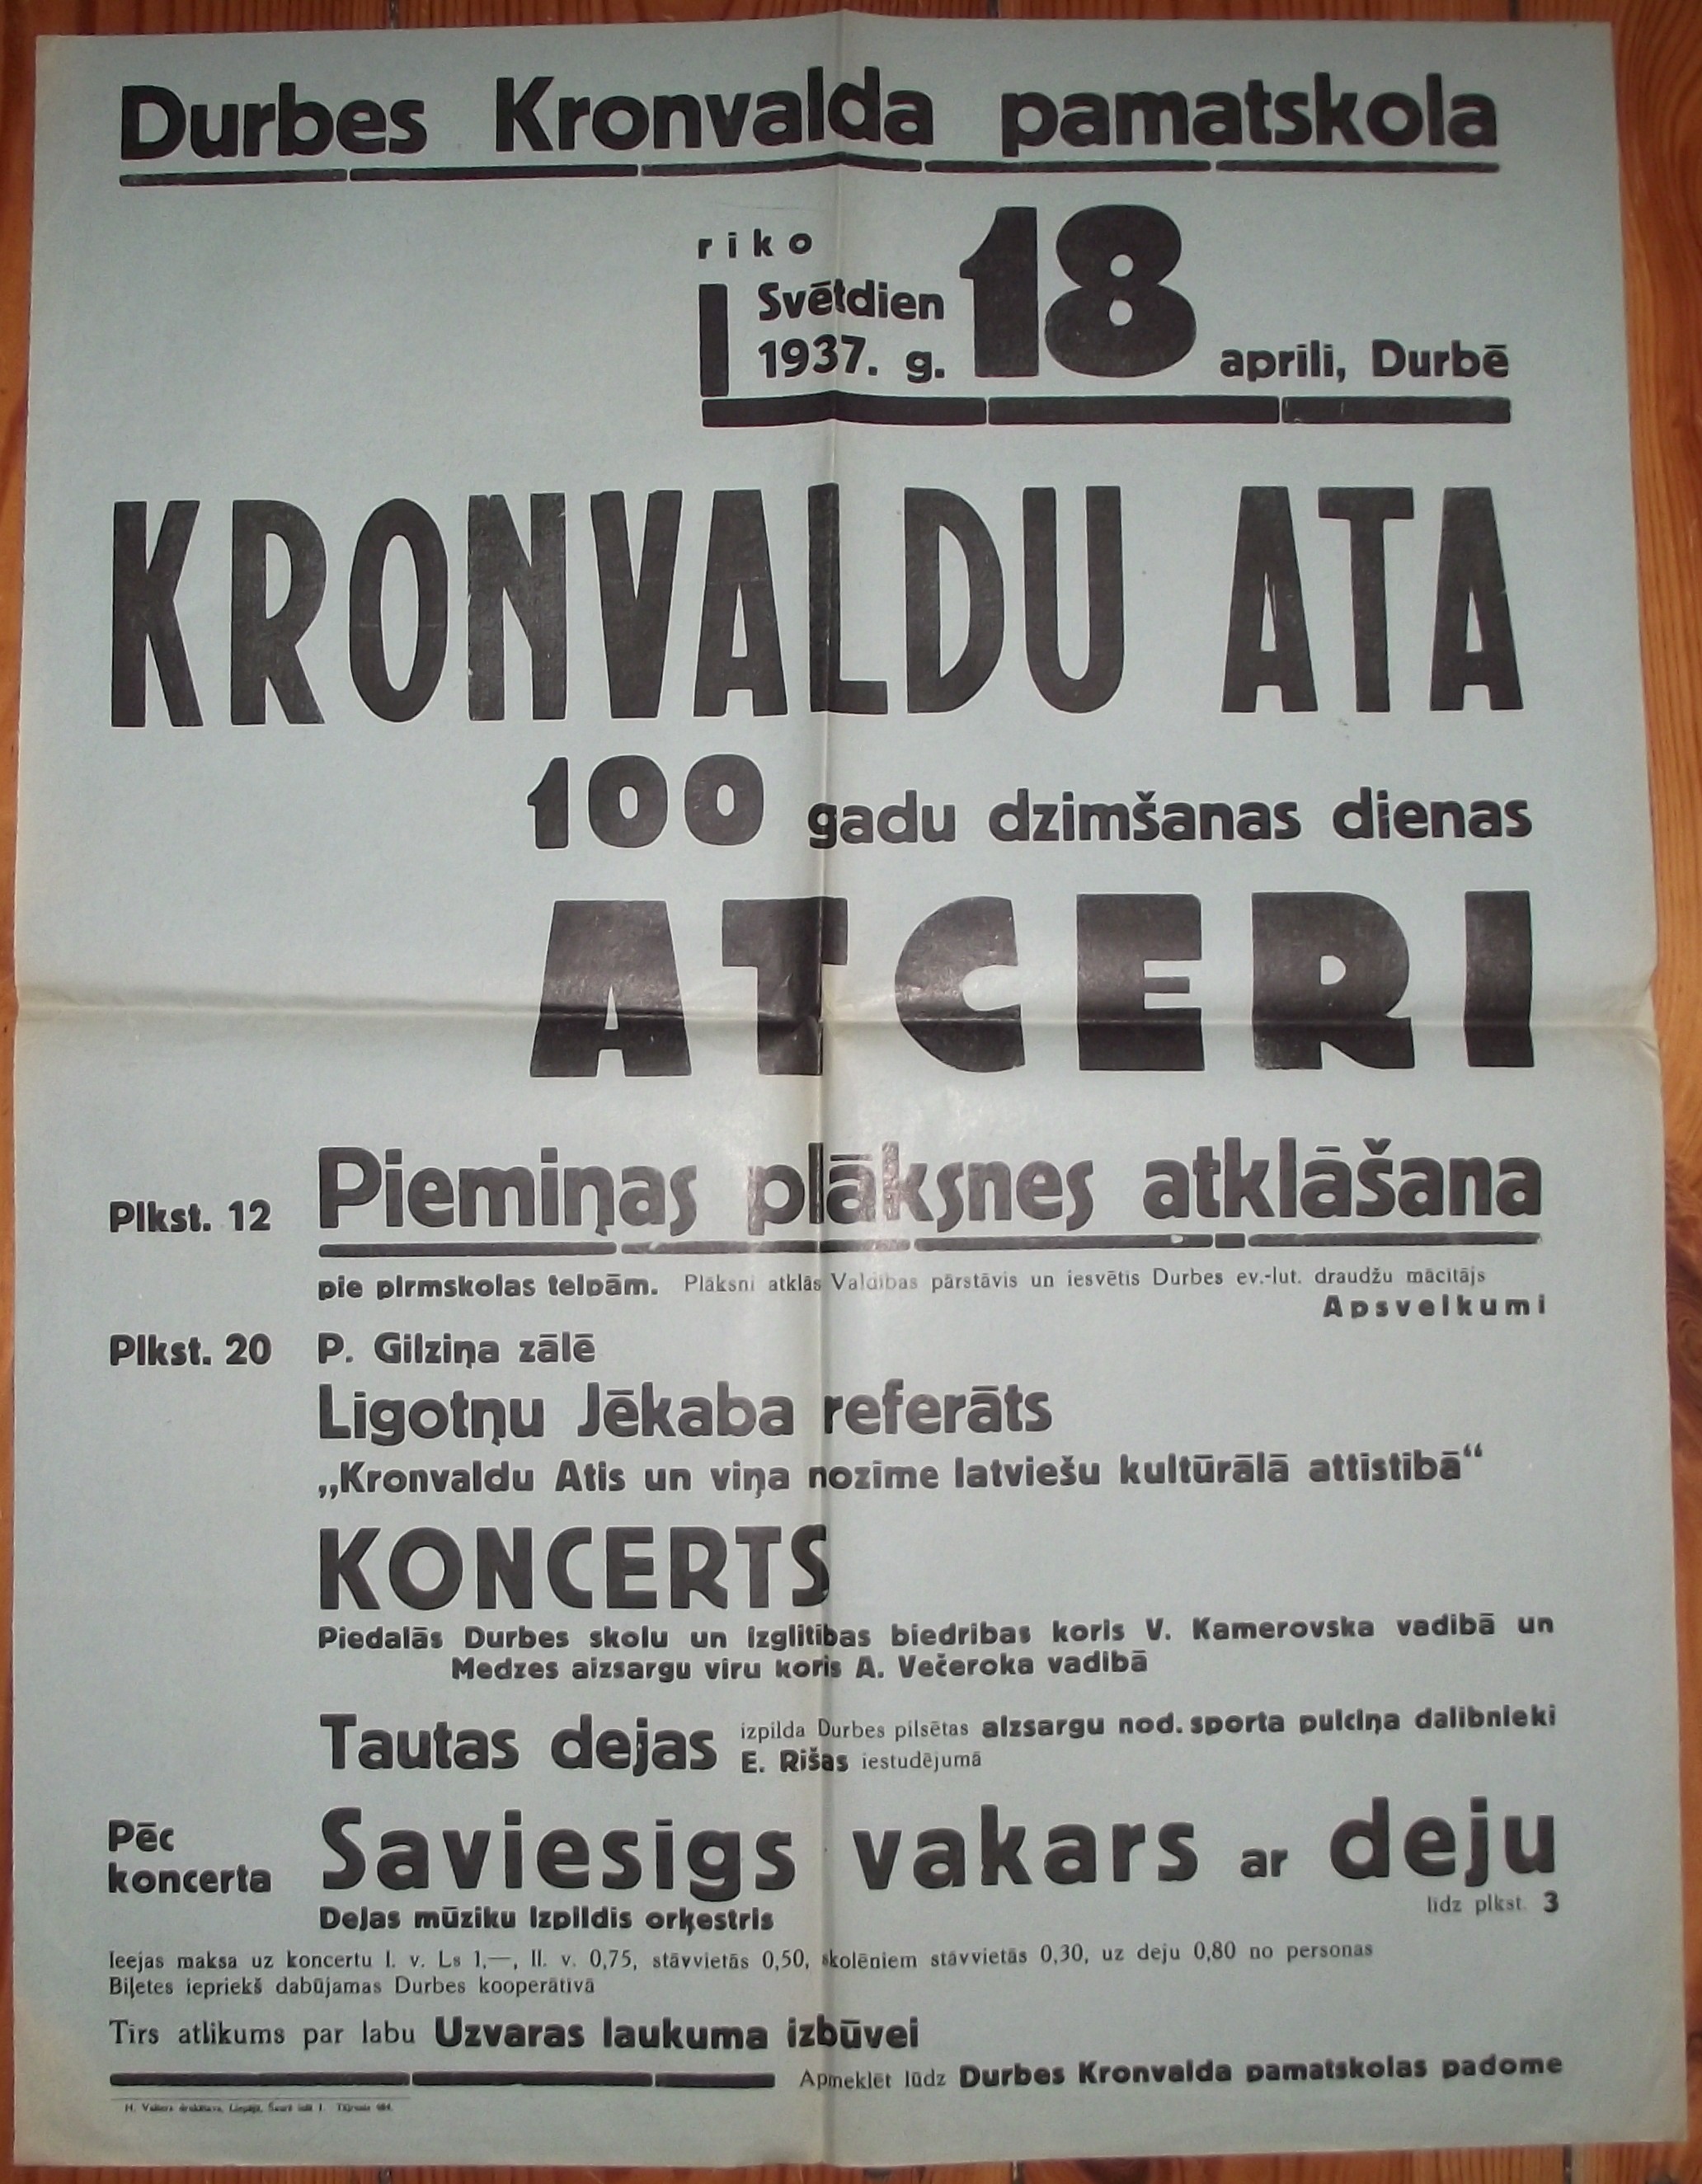 Durbes Kronvalda pamatskola
rīko
Svētdien
1937. g. 18 aprīlī, Durbē
KRONVALDU ATA
100 gadu dzimšanas dienas
ATCERI
Plkst. 12 Piemiņas plāksnes atklāšana
pie pirmskolas telpām. Plāksni atklās Valdības pārstāvis un iesvētīs Durbes ev.-lut. draudžu mācītājs
Apsveikumi
Plkst. 20 P. Gilziņa zālē
Līgotņu Jēkaba referāts
„Kronvaldu Atis un viņa nozīme latviešu kultūrālā attīstībā“
KONCERTS
Piedalās Durbes skolu un izglītības biedrības koris V. Kamerovska vadībā un
Medzes aizsargu vīru koris A. Večeroka vadībā
Tautas dejas izpilda Durbes pilsētas aizsargu nod. sporta pulciņa dalībnieki
E. Rišas iestudējumā
Pēc
koncerta Saviesīgs vakars ar deju
līdz plkst. 3
Dejas mūziku izpildīs orķestris
Ieejas maksa uz koncertu I. v. Ls 1,—, II. v. 0,75, stāvvietās 0,50, skolēniem stāvvietās 0,30, uz deju 0,80 no personas
Biļetes iepriekš dabūjamas Durbes kooperātīvā
Tīrs atlikums par labu Uzvaras laukuma izbūvei
Apmeklēt lūdz Durbes Kronvalda pamatskolas padome
H. Liepājā,